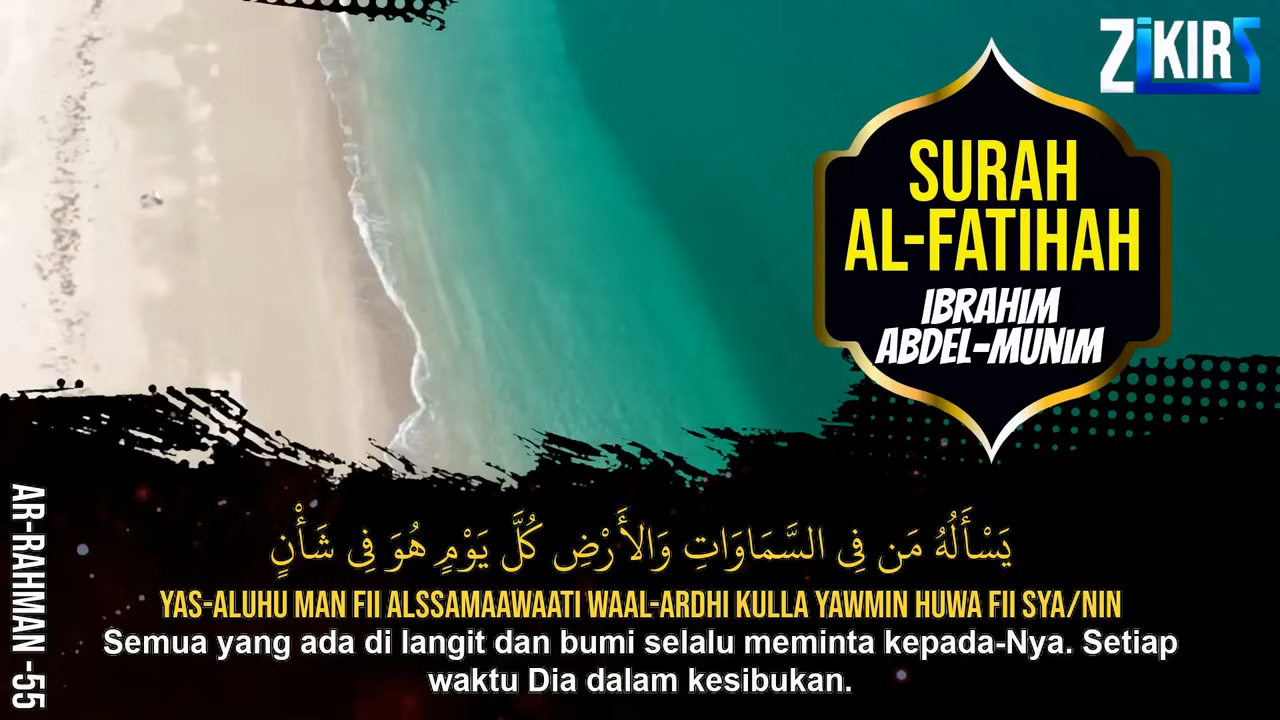 ZIKIRS
SURAH
AL-FATIHAH
IBRAHIM
ABDEL-MUNIM
AR-RAHMAN -55
يَسْأَلُهُ مَن فِي السَّمَاوَاتِ وَالأَرْضِ كُلَّ يَوْمٍ هُوَ فِي شَأْنٍ
YAS-ALUHU MAN FII ALSSAMAAWAATI WAAL-ARDHI KULLA YAWMIN HUWA FII SYA/NIN
Semua yang ada di langit dan bumi selalu meminta kepada-Nya. Setiap
waktu Dia dalam kesibukan.